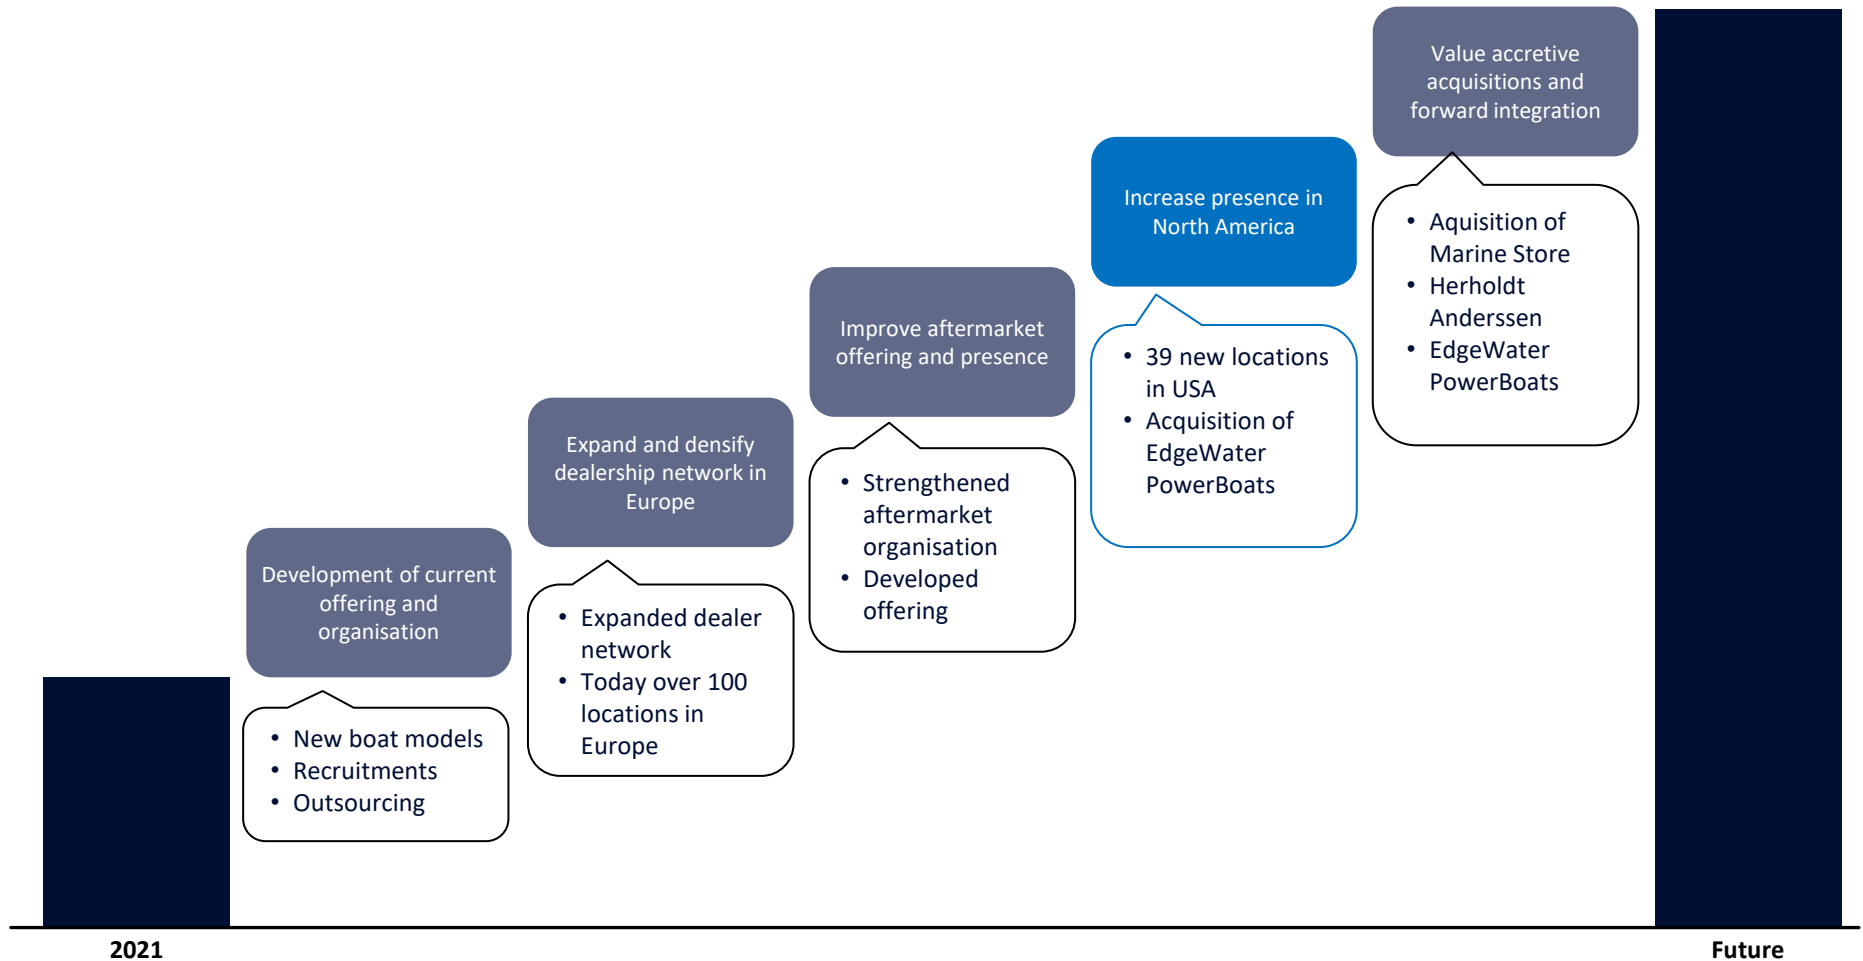 Value accretive
acquisitions and
forward integration
• Aquisition of
Marine Store
• Herholdt
Anderssen
• EdgeWater
PowerBoats
Increase presence in
North America
• 39 new locations
in USA
• Acquisition of
EdgeWater
PowerBoats
Improve aftermarket
offering and presence
• Strengthened
aftermarket
organisation
• Developed
offering
Expand and densify
dealership network in
Europe
• Expanded dealer
network
• Today over 100
locations in
Europe
Development of current
offering and
organisation
• New boat models
• Recruitments
• Outsourcing
2021
Future